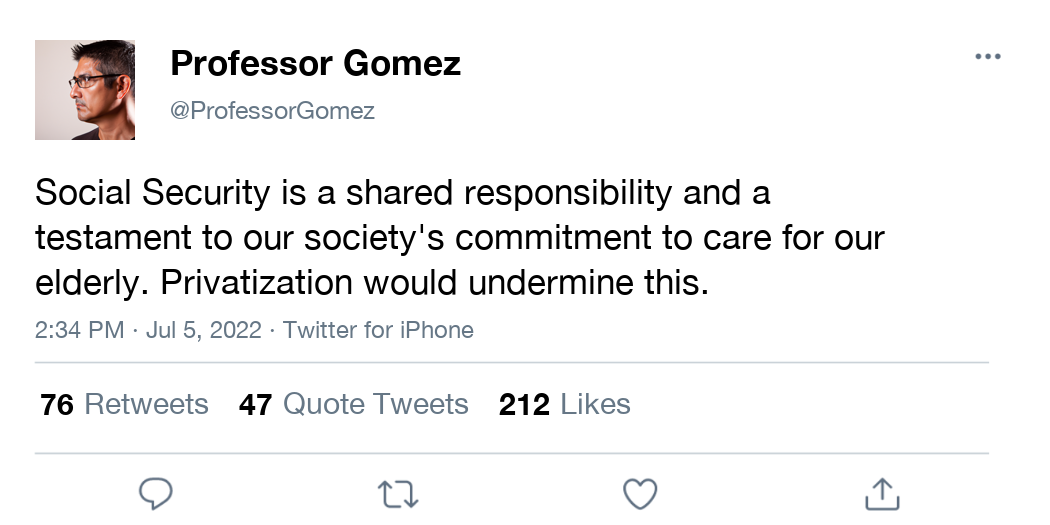 Professor Gomez
@ProfessorGomez
Social Security is a shared responsibility and a
testament to our society's commitment to care for our
elderly. Privatization would undermine this.
2:34 PM · Jul 5, 2022 · Twitter for iPhone
76 Retweets 47 Quote Tweets 212 Likes